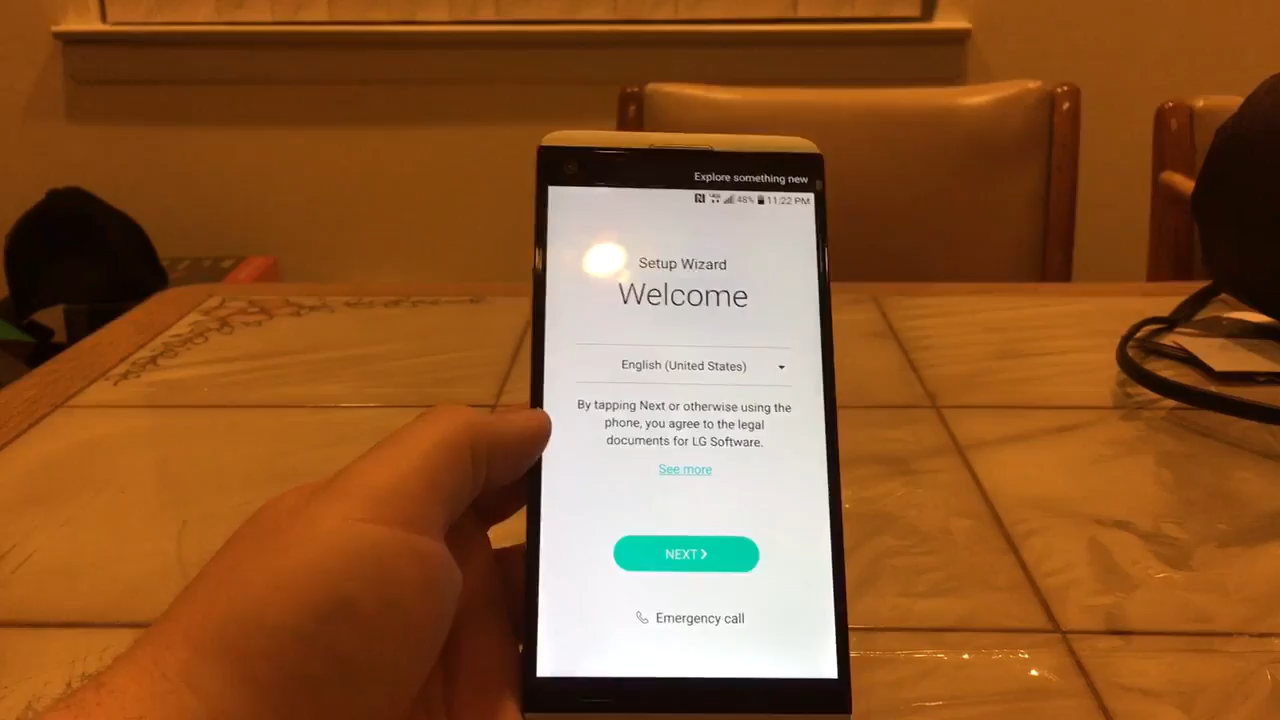 Explore something new
48% 11:22 PM
Setup Wizard
Welcome
English (United States)
By tapping Next or otherwise using the
phone, you agree to the legal
documents for LG Software.
See more
NEXT
Emergency call